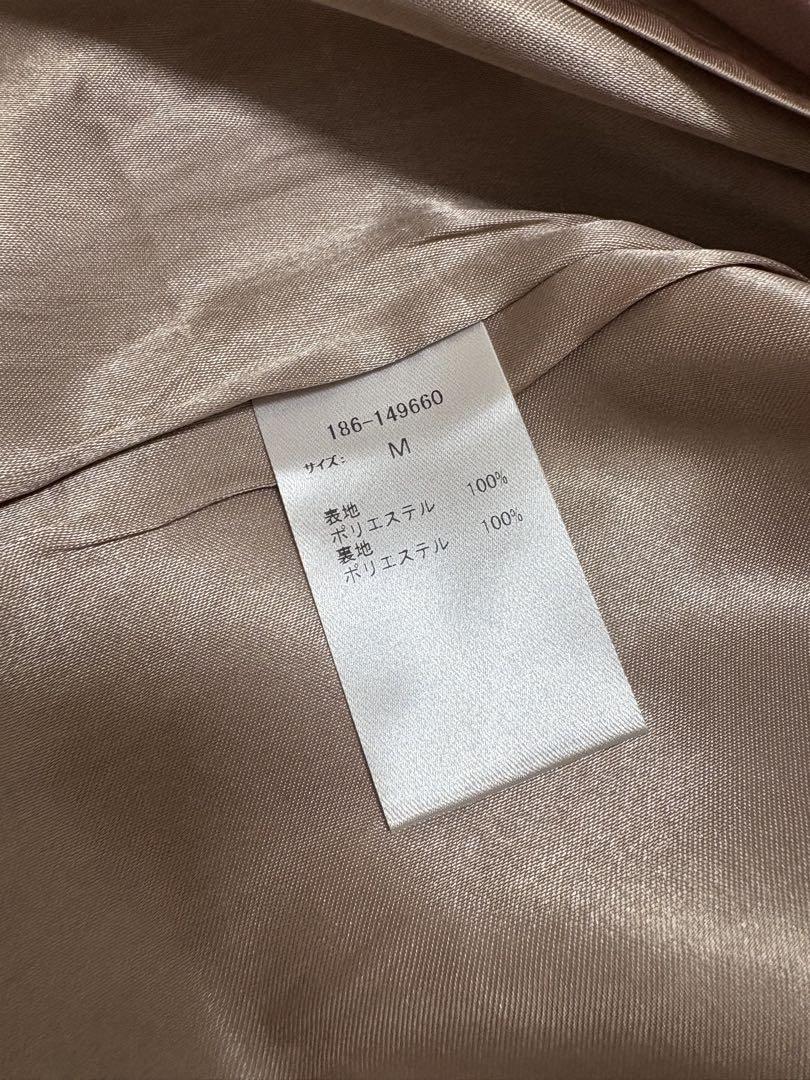 186-149660
サイズ: M
表地
ポリエステル 100%
裏地
ポリエステル 100%